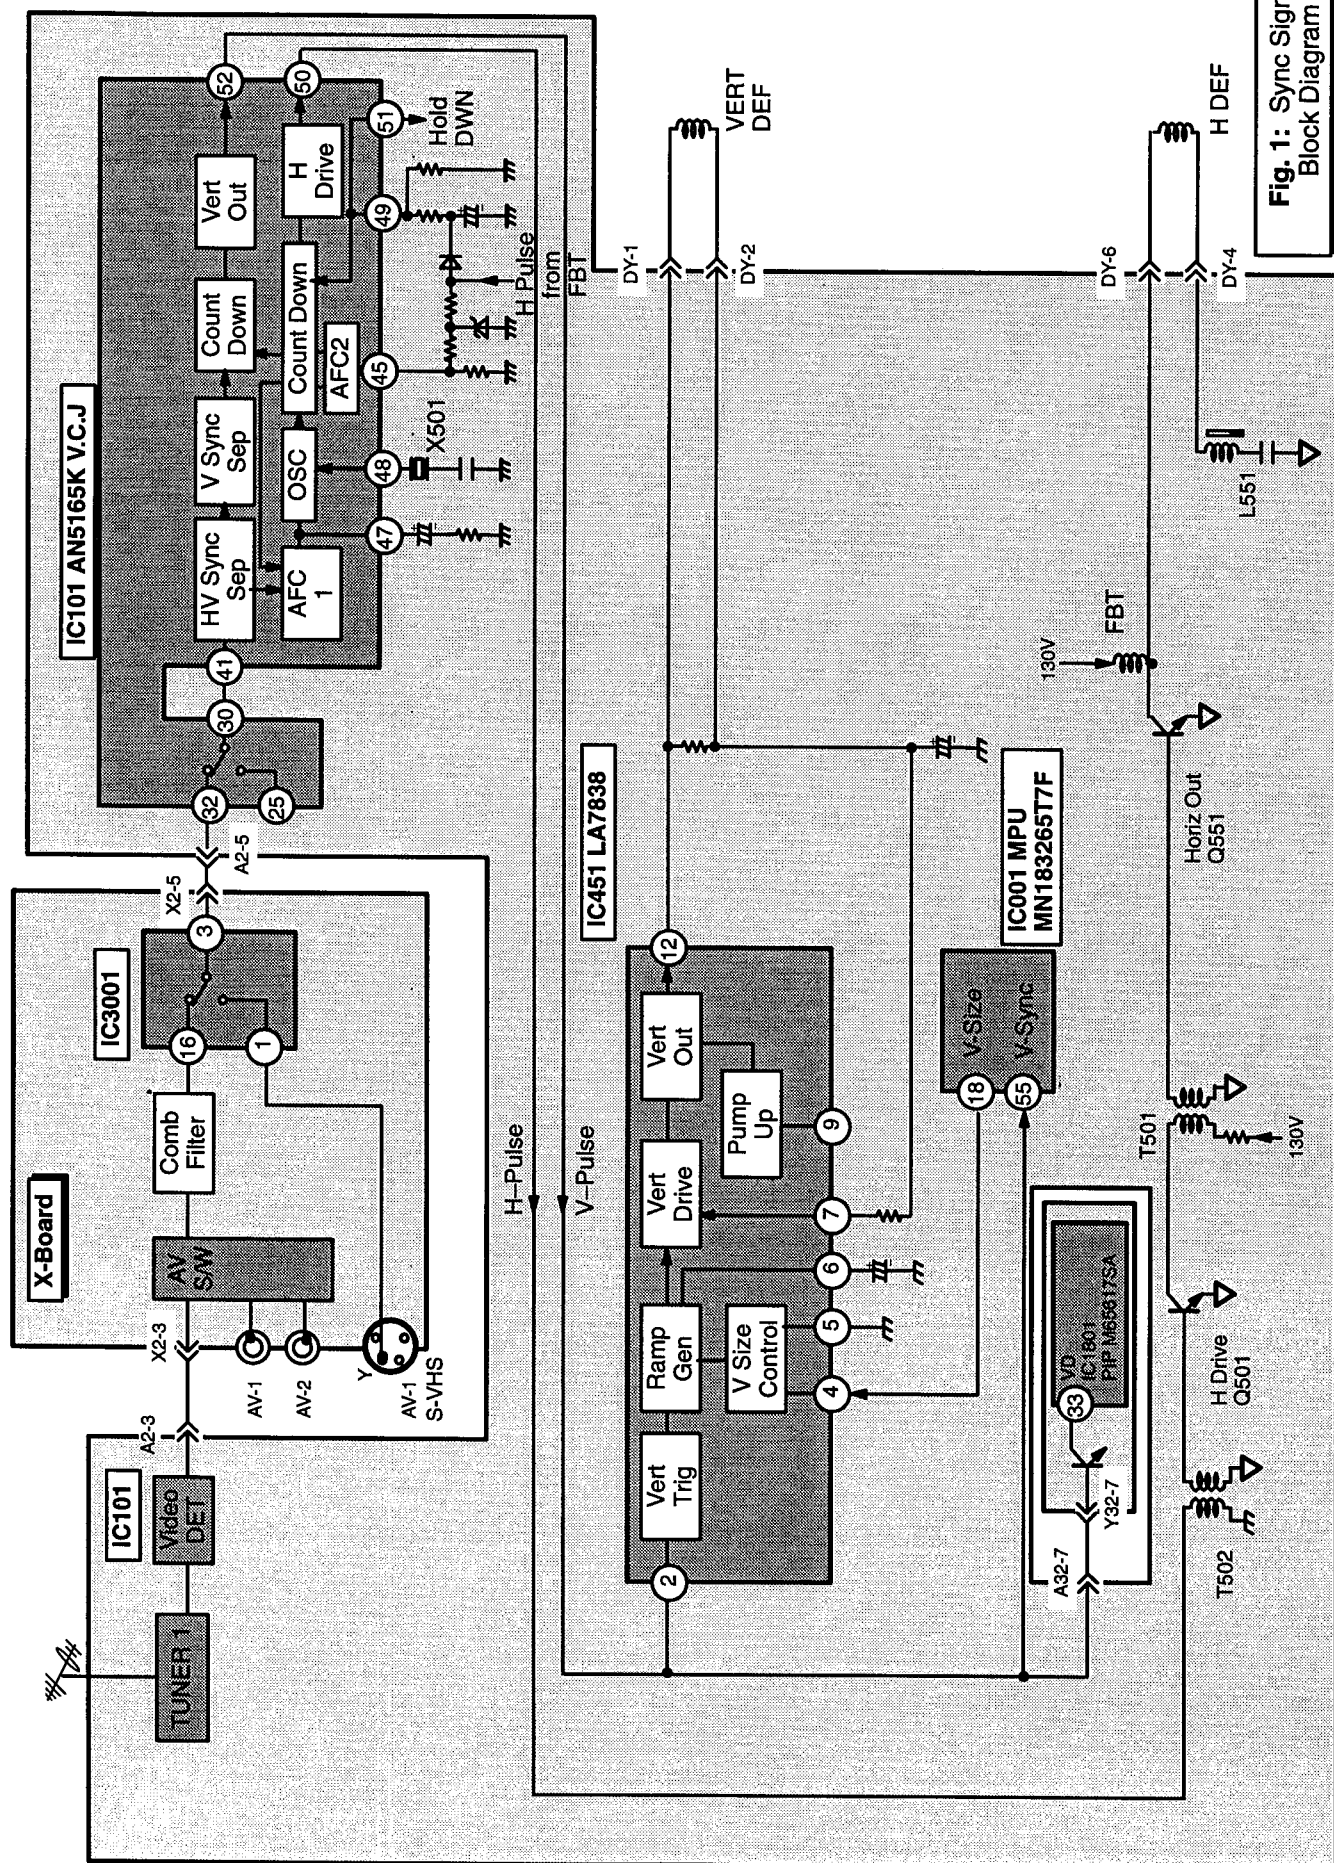 TUNER 1
IC101
Video
DET
A2-3
X2-3
X-Board
AV
S/W
AV-1
AV-2
Y
AV-1
S-VHS
Comb
Filter
IC3001
16
1
3
X2-5
A2-5
IC101 AN5165K V.C.J
32
25
30
41
HV Sync
Sep
V Sync
Sep
Count
Down
Vert
Out
52
AFC
1
OSC
Count Down
AFC2
H
Drive
50
47
48
45
49
51
X501
Hold
DWN
H Pulse
from
FBT
H–Pulse
V–Pulse
IC451 LA7838
2
Vert
Trig
Ramp
Gen
Vert
Drive
Vert
Out
12
V Size
Control
Pump
Up
4
5
6
7
9
DY-1
DY-2
VERT
DEF
IC001 MPU
MN183265T7F
18
V-Size
55
V-Sync
A32-7
Y32-7
33
VD
IC1801
PIP M65617SA
T502
H Drive
Q501
T501
130V
Horiz Out
Q551
130V
FBT
L551
DY-6
DY-4
H DEF
Fig. 1: Sync Sign
Block Diagram